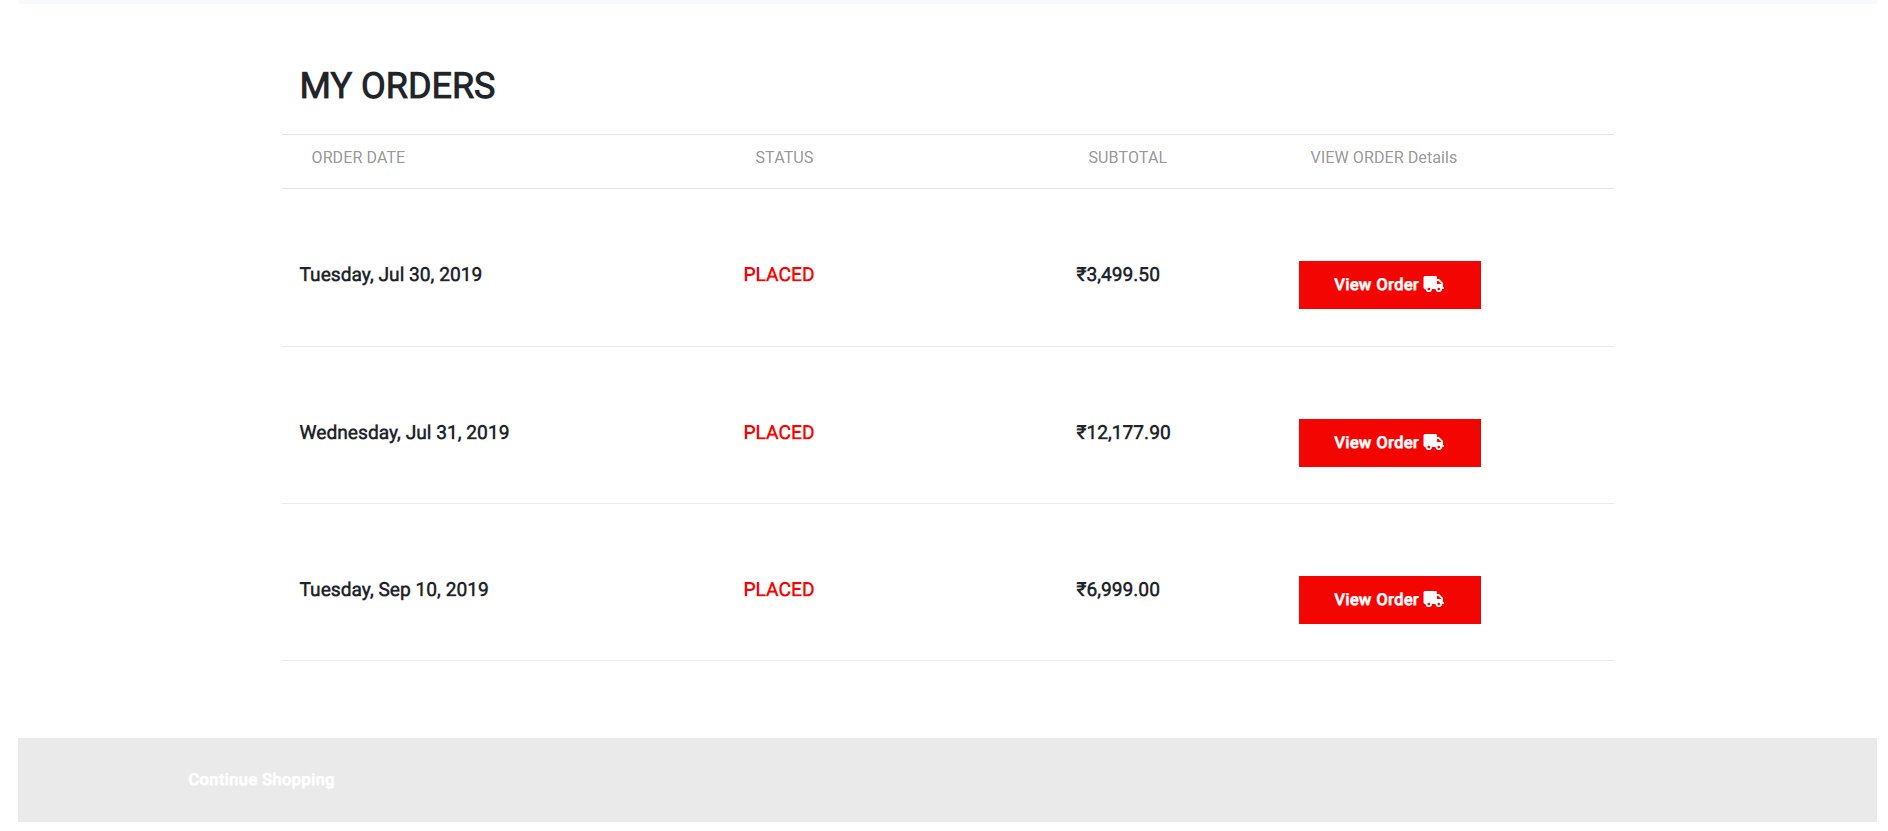 MY ORDERS
ORDER DATE STATUS SUBTOTAL VIEW ORDER Details
Tuesday, Jul 30, 2019 PLACED ₹3,499.50 View Order
Wednesday, Jul 31, 2019 PLACED ₹12,177.90 View Order
Tuesday, Sep 10, 2019 PLACED ₹6,999.00 View Order
Continue Shopping